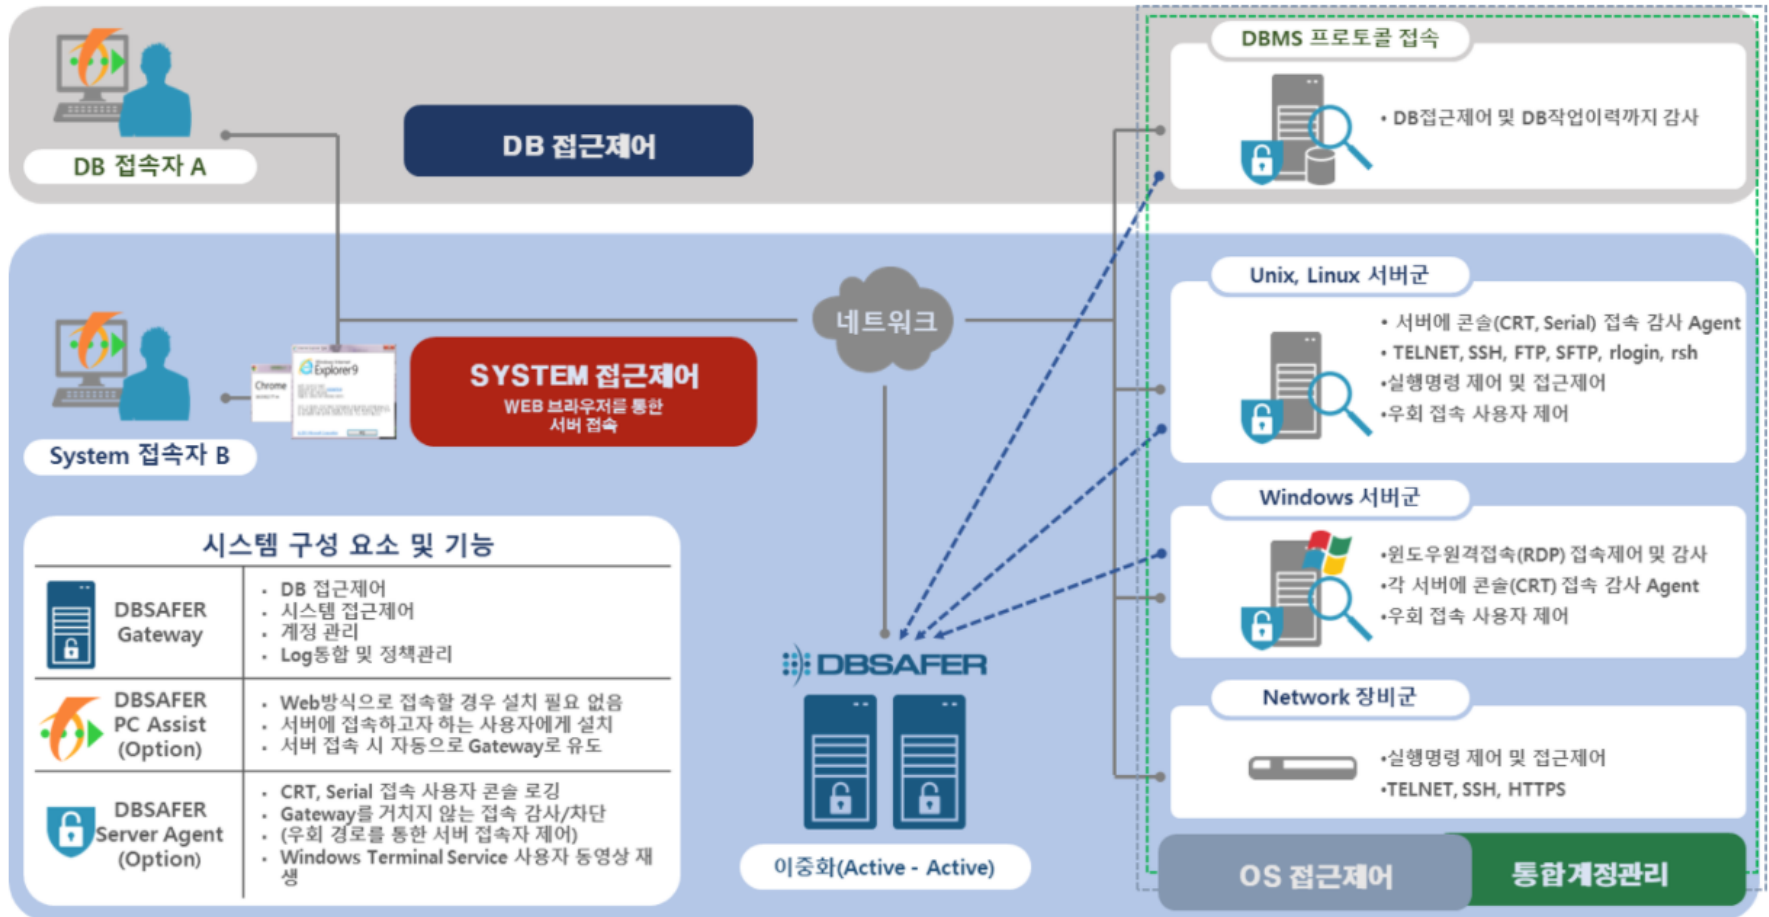 DB 접속자 A
DB 접근제어
DBMS 프로토콜 접속
• DB접근제어 및 DB작업이력까지 감사
System 접속자 B
Chrome
Explorer9
SYSTEM 접근제어
WEB 브라우저를 통한
서버 접속
네트워크
Unix, Linux 서버군
• 서버에 콘솔(CRT, Serial) 접속 감사 Agent
• TELNET, SSH, FTP, SFTP, rlogin, rsh
•실행명령 제어 및 접근제어
•우회 접속 사용자 제어
Windows 서버군
•윈도우원격접속(RDP) 접속제어 및 감사
•각 서버에 콘솔(CRT) 접속 감사 Agent
•우회 접속 사용자 제어
Network 장비군
•실행명령 제어 및 접근제어
•TELNET, SSH, HTTPS
OS 접근제어
통합계정관리
시스템 구성 요소 및 기능
DBSAFER
Gateway
• DB 접근제어
• 시스템 접근제어
• 계정 관리
• Log통합 및 정책관리
DBSAFER
PC Assist
(Option)
• Web방식으로 접속할 경우 설치 필요 없음
• 서버에 접속하고자 하는 사용자에게 설치
• 서버 접속 시 자동으로 Gateway로 유도
DBSAFER
Server Agent
(Option)
• CRT, Serial 접속 사용자 콘솔 로깅
• Gateway를 거치지 않는 접속 감사/차단
• (우회 경로를 통한 서버 접속자 제어)
• Windows Terminal Service 사용자 동영상 재
생
DBSAFER
이중화(Active - Active)